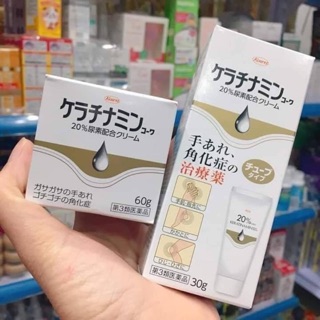 ケラチナミンコーワ
20%尿素配合クリーム
60g
ガサガサの手あれ
ゴチゴチの角化症
第3類医薬品
ケラチナミンコーワ
20%尿素配合クリーム
手あれ、
角化症の
治療薬
チューブ
タイプ
20%
第3類医薬品
30g